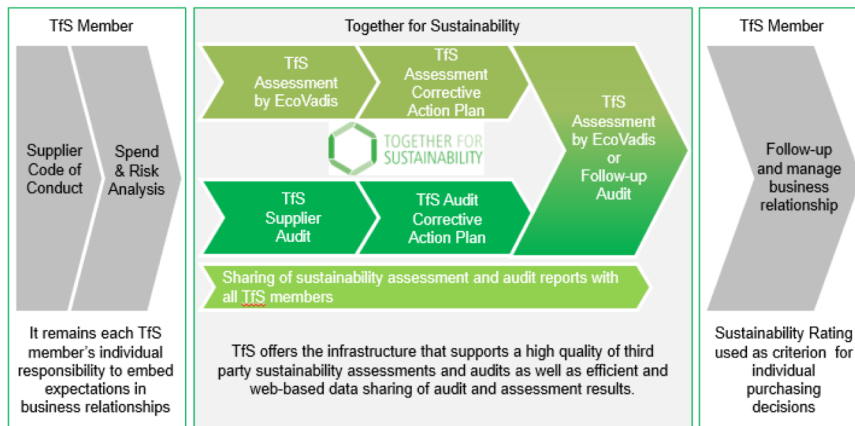 TfS Member
Supplier
Code of
Conduct
Spend
& Risk
Analysis
It remains each TfS
member's individual
responsibility to embed
expectations in
business relationships
Together for Sustainability
TfS
Assessment
by EcoVadis
TfS
Assessment
Corrective
Action Plan
TOGETHER FOR
SUSTAINABILITY
TfS
Supplier
Audit
TfS Audit
Corrective
Action Plan
TfS
Assessment
by EcoVadis
or
Follow-up
Audit
Sharing of sustainability assessment and audit reports with
all TfS members
TfS offers the infrastructure that supports a high quality of third
party sustainability assessments and audits as well as efficient and
web-based data sharing of audit and assessment results.
TfS Member
Follow-up
and manage
business
relationship
Sustainability Rating
used as criterion for
individual
purchasing
decisions